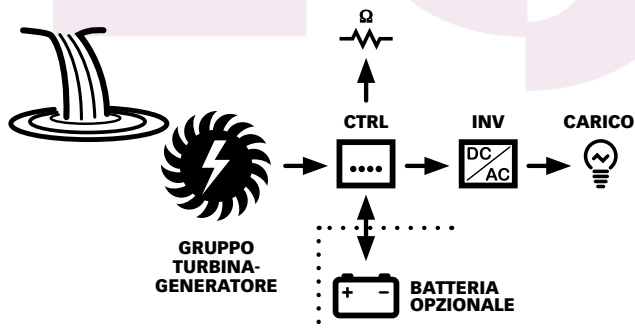 Ω
CTRL
INV
CARICO
DC
AC
GRUPPO
TURBINA-
GENERATORE
+ −
BATTERIA
OPZIONALE